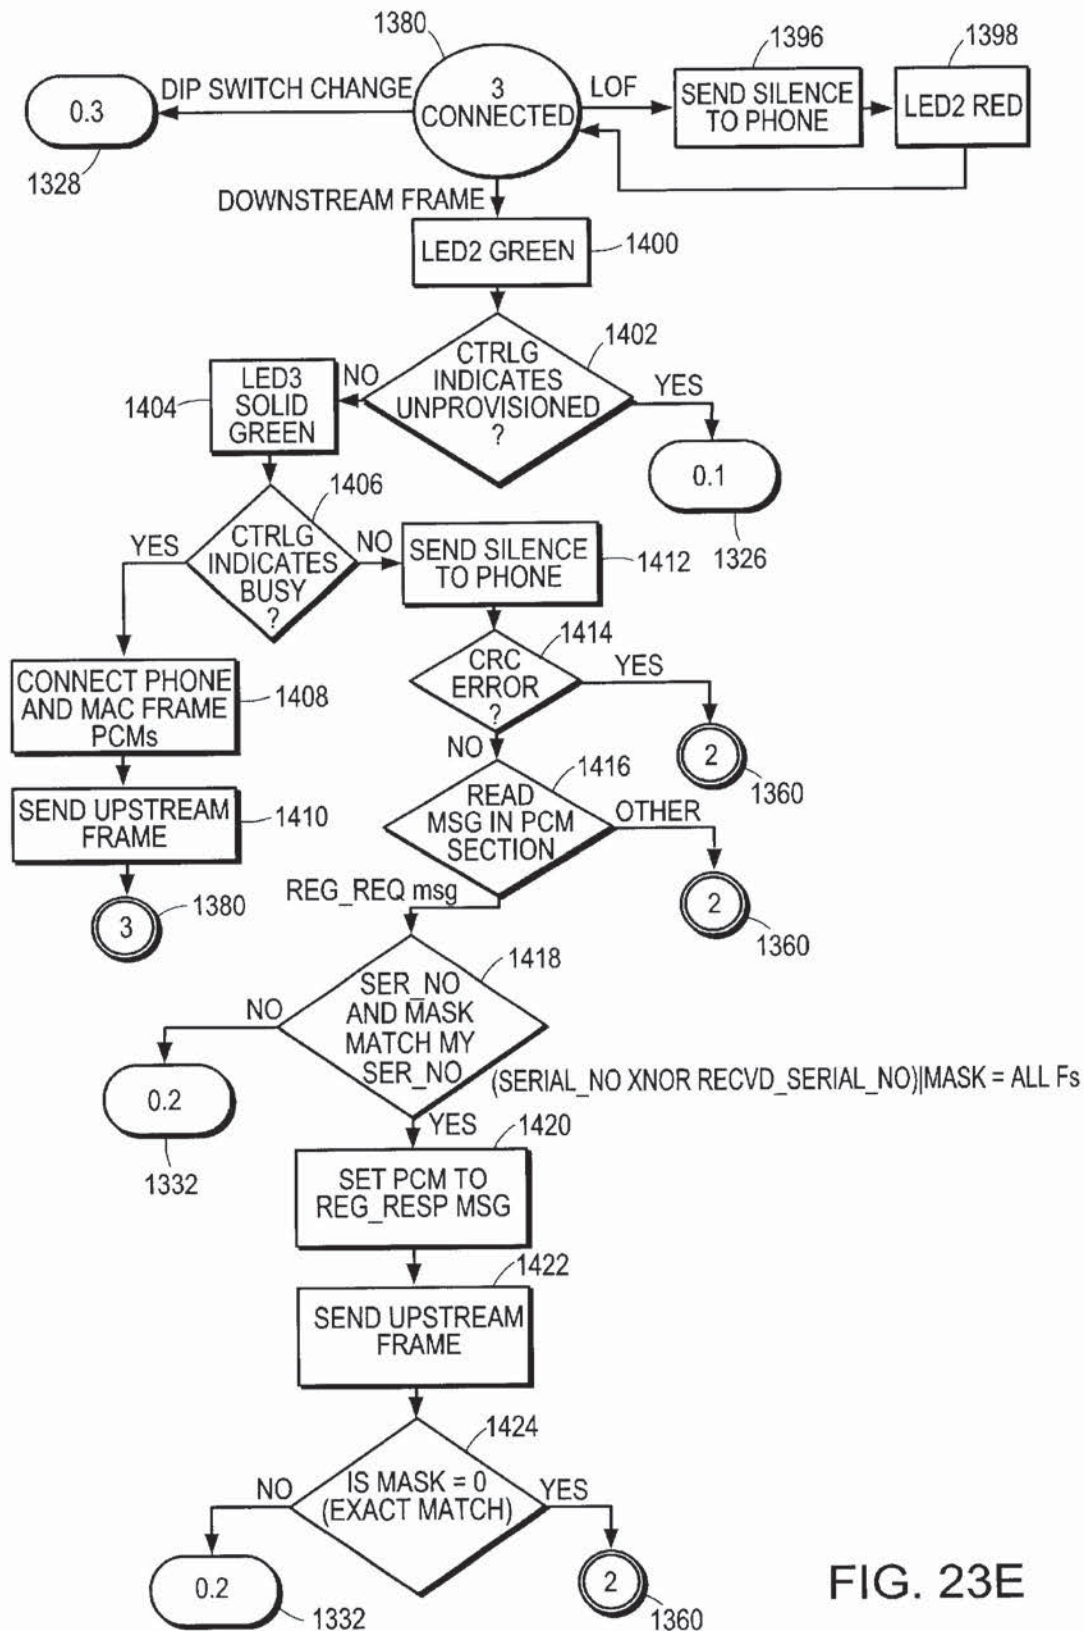 1380
1396
1398
DIP SWITCH CHANGE
0.3
1328
3
CONNECTED
LOF
SEND SILENCE
TO PHONE
LED2 RED
DOWNSTREAM FRAME
LED2 GREEN
1400
CTRLG
INDICATES
UNPROVISIONED
?
1402
NO
YES
LED3
SOLID
GREEN
1404
0.1
1326
CTRLG
INDICATES
BUSY
?
1406
YES
NO
SEND SILENCE
TO PHONE
1412
CRC
ERROR
?
1414
YES
2
1360
NO
CONNECT PHONE
AND MAC FRAME
PCMs
1408
SEND UPSTREAM
FRAME
1410
3
1380
READ
MSG IN PCM
SECTION
1416
OTHER
2
1360
REG_REQ msg
SER_NO
AND MASK
MATCH MY
SER_NO
1418
NO
0.2
1332
(SERIAL_NO XNOR RECVD_SERIAL_NO)|MASK = ALL Fs
YES
1420
SET PCM TO
REG_RESP MSG
1422
SEND UPSTREAM
FRAME
1424
IS MASK = 0
(EXACT MATCH)
NO
YES
0.2
1332
2
1360
FIG. 23E